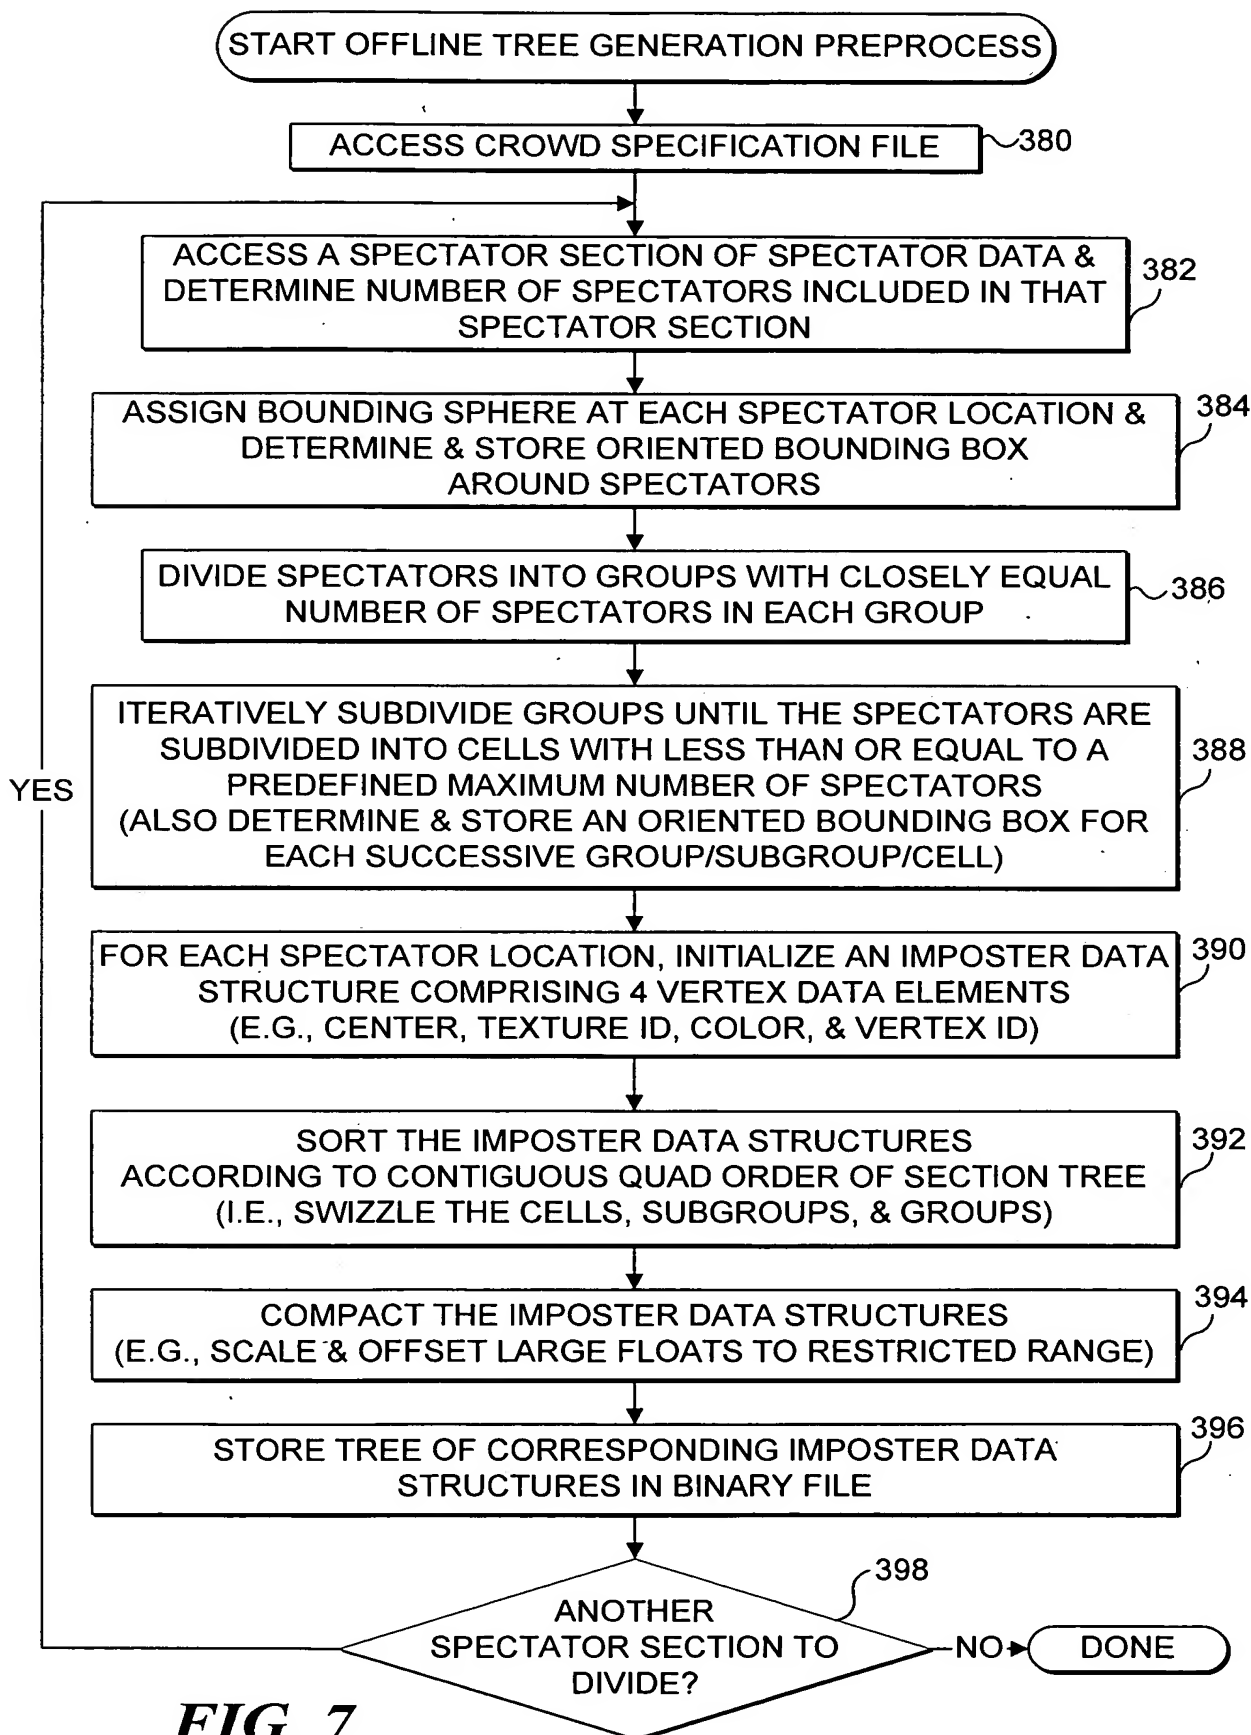 START OFFLINE TREE GENERATION PREPROCESS
ACCESS CROWD SPECIFICATION FILE
380
ACCESS A SPECTATOR SECTION OF SPECTATOR DATA &
DETERMINE NUMBER OF SPECTATORS INCLUDED IN THAT
SPECTATOR SECTION
382
ASSIGN BOUNDING SPHERE AT EACH SPECTATOR LOCATION &
DETERMINE & STORE ORIENTED BOUNDING BOX
AROUND SPECTATORS
384
DIVIDE SPECTATORS INTO GROUPS WITH CLOSELY EQUAL
NUMBER OF SPECTATORS IN EACH GROUP
386
ITERATIVELY SUBDIVIDE GROUPS UNTIL THE SPECTATORS ARE
SUBDIVIDED INTO CELLS WITH LESS THAN OR EQUAL TO A
PREDEFINED MAXIMUM NUMBER OF SPECTATORS
(ALSO DETERMINE & STORE AN ORIENTED BOUNDING BOX FOR
EACH SUCCESSIVE GROUP/SUBGROUP/CELL)
388
YES
FOR EACH SPECTATOR LOCATION, INITIALIZE AN IMPOSTER DATA
STRUCTURE COMPRISING 4 VERTEX DATA ELEMENTS
(E.G., CENTER, TEXTURE ID, COLOR, & VERTEX ID)
390
SORT THE IMPOSTER DATA STRUCTURES
ACCORDING TO CONTIGUOUS QUAD ORDER OF SECTION TREE
(I.E., SWIZZLE THE CELLS, SUBGROUPS, & GROUPS)
392
COMPACT THE IMPOSTER DATA STRUCTURES
(E.G., SCALE & OFFSET LARGE FLOATS TO RESTRICTED RANGE)
394
STORE TREE OF CORRESPONDING IMPOSTER DATA
STRUCTURES IN BINARY FILE
396
ANOTHER
SPECTATOR SECTION TO
DIVIDE?
398
NO
DONE
FIG. 7